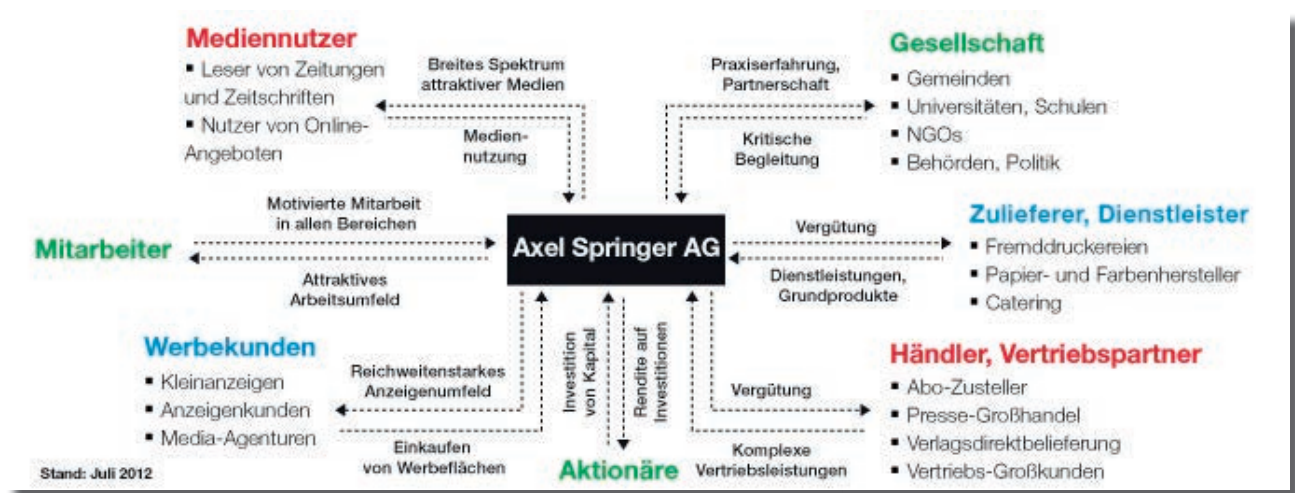 Mediennutzer
▪ Leser von Zeitungen
und Zeitschriften
▪ Nutzer von Online-
Angeboten
Breites Spektrum
attraktiver Medien
Medien-
nutzung
Praxiserfahrung,
Partnerschaft
Kritische
Begleitung
Gesellschaft
▪ Gemeinden
▪ Universitäten, Schulen
▪ NGOs
▪ Behörden, Politik
Mitarbeiter
Motivierte Mitarbeit
in allen Bereichen
Attraktives
Arbeitsumfeld
Axel Springer AG
Vergütung
Dienstleistungen,
Grundprodukte
Zulieferer, Dienstleister
▪ Fremddruckereien
▪ Papier- und Farbenhersteller
▪ Catering
Werbekunden
▪ Kleinanzeigen
▪ Anzeigenkunden
▪ Media-Agenturen
Reichweitenstarkes
Anzeigenumfeld
Einkaufen
von Werbeflächen
Investition
von Kapital
Rendite auf
Investitionen
Aktionäre
Vergütung
Komplexe
Vertriebsleistungen
Händler, Vertriebspartner
▪ Abo-Zusteller
▪ Presse-Großhandel
▪ Verlagsdirektbelieferung
▪ Vertriebs-Großkunden
Stand: Juli 2012